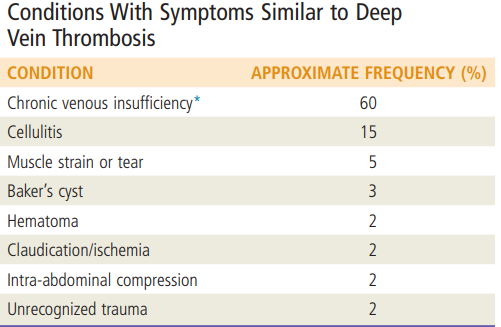 Conditions With Symptoms Similar to Deep
Vein Thrombosis
CONDITION APPROXIMATE FREQUENCY (%)
Chronic venous insufficiency* 60
Cellulitis 15
Muscle strain or tear 5
Baker's cyst 3
Hematoma 2
Claudication/ischemia 2
Intra-abdominal compression 2
Unrecognized trauma 2